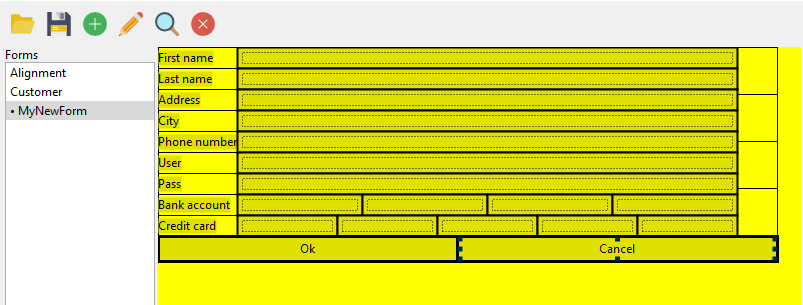 Forms
Alignment
Customer
• MyNewForm
First name
Last name
Address
City
Phone number
User
Pass
Bank account
Credit card
Ok Cancel